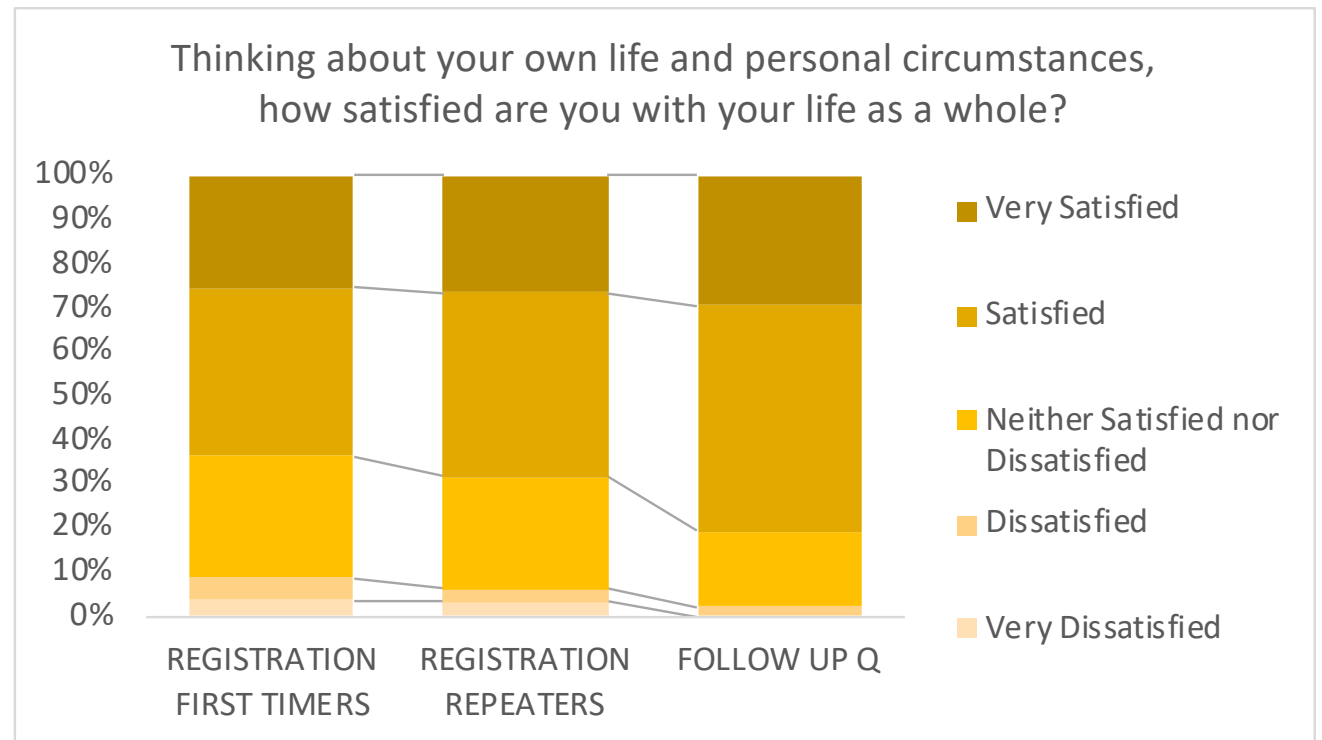 Thinking about your own life and personal circumstances,
how satisfied are you with your life as a whole?
100%
90%
80%
70%
60%
50%
40%
30%
20%
10%
0%
REGISTRATION
FIRST TIMERS
REGISTRATION
REPEATERS
FOLLOW UP Q
Very Satisfied
Satisfied
Neither Satisfied nor
Dissatisfied
Dissatisfied
Very Dissatisfied